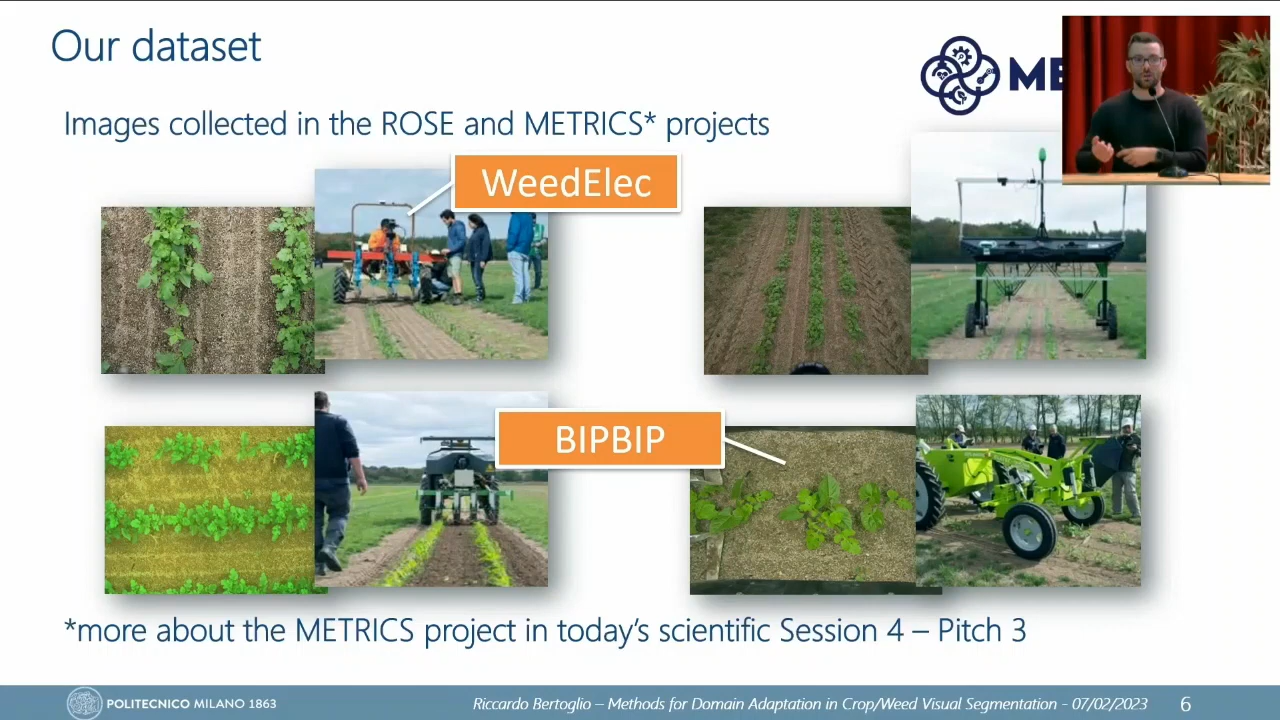 Our dataset
Images collected in the ROSE and METRICS* projects
WeedElec
BIPBIP
*more about the METRICS project in today's scientific Session 4 – Pitch 3
POLITECNICO MILANO 1863
Riccardo Bertoglio – Methods for Domain Adaptation in Crop/Weed Visual Segmentation - 07/02/2023
6